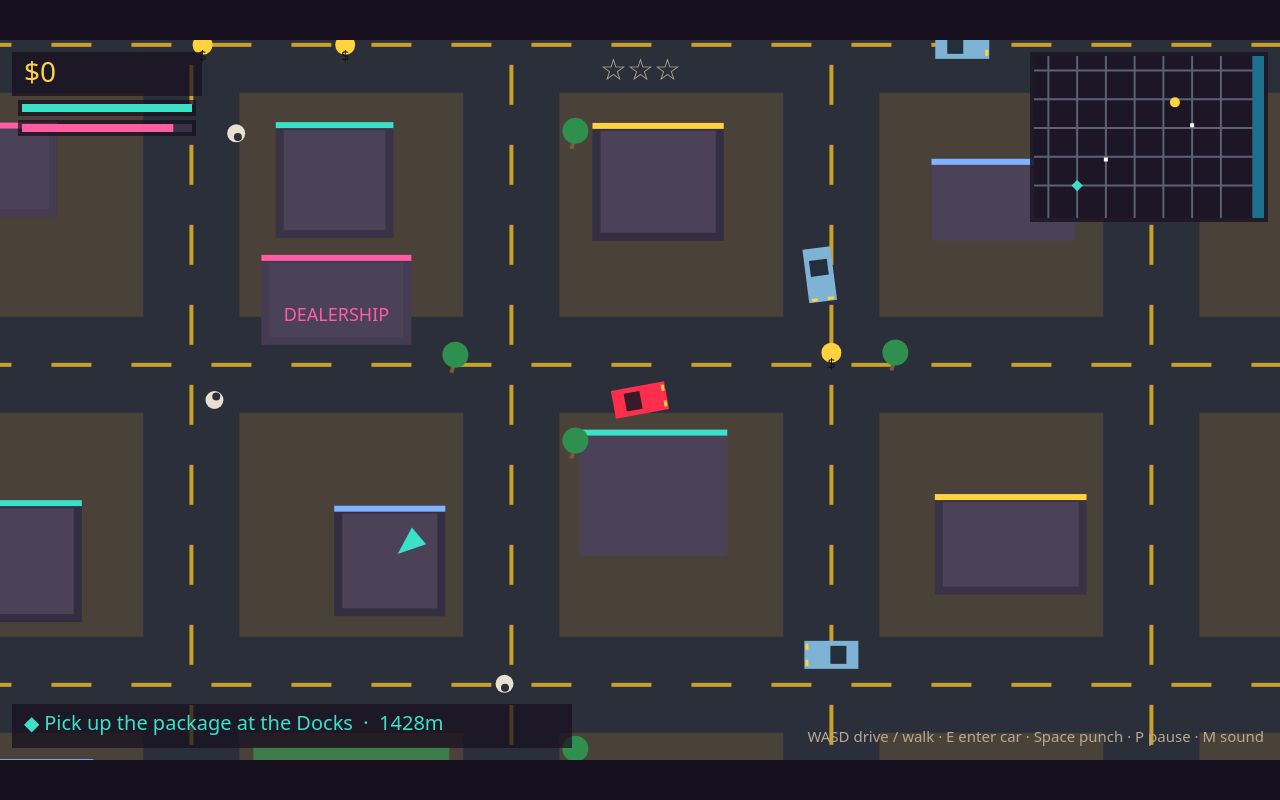 $
$
$0
☆☆☆
DEALERSHIP
$
◆ Pick up the package at the Docks · 1428m
WASD drive / walk · E enter car · Space punch · P pause · M sound